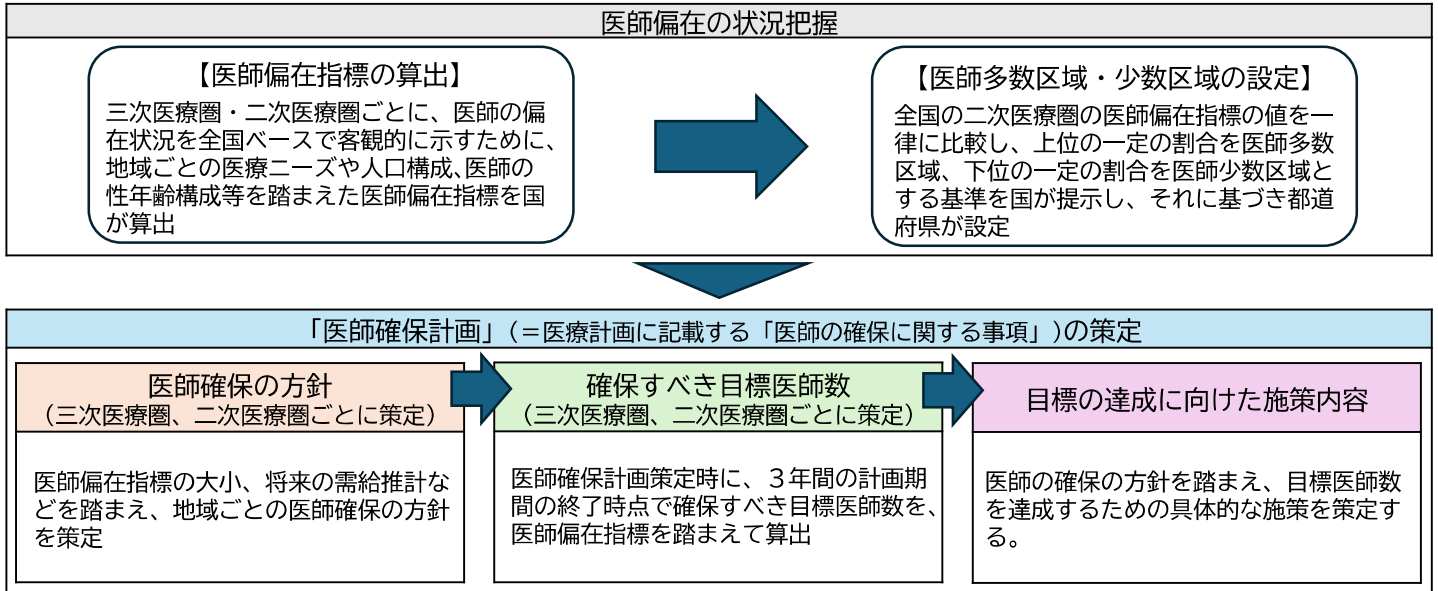 医師偏在の状況把握
【医師偏在指標の算出】
三次医療圏・二次医療圏ごとに、医師の偏
在状況を全国ベースで客観的に示すために、
地域ごとの医療ニーズや人口構成、医師の
性年齢構成等を踏まえた医師偏在指標を国
が算出
【医師多数区域・少数区域の設定】
全国の二次医療圏の医師偏在指標の値を一
律に比較し、上位の一定の割合を医師多数
区域、下位の一定の割合を医師少数区域と
する基準を国が提示し、それに基づき都道
府県が設定
「医師確保計画」（＝医療計画に記載する「医師の確保に関する事項」）の策定
医師確保の方針
（三次医療圏、二次医療圏ごとに策定）
医師偏在指標の大小、将来の需給推計な
どを踏まえ、地域ごとの医師確保の方針
を策定
確保すべき目標医師数
（三次医療圏、二次医療圏ごとに策定）
医師確保計画策定時に、３年間の計画期
間の終了時点で確保すべき目標医師数を、
医師偏在指標を踏まえて算出
目標の達成に向けた施策内容
医師の確保の方針を踏まえ、目標医師数
を達成するための具体的な施策を策定す
る。